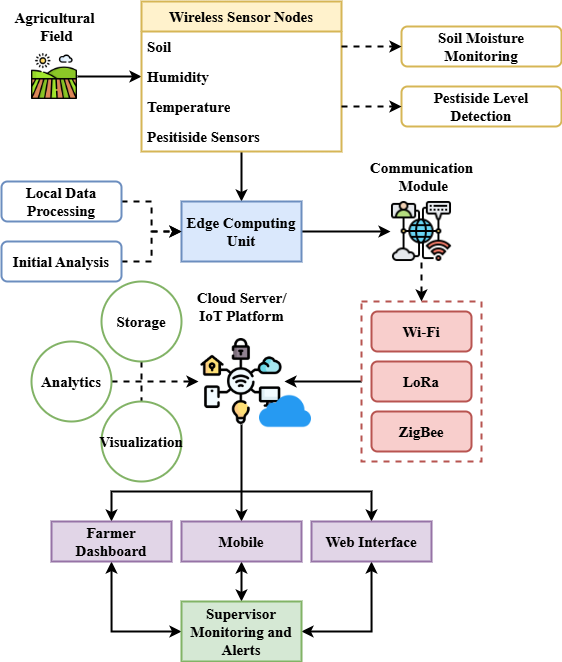 Agricultural
Field
Wireless Sensor Nodes
Soil
Humidity
Temperature
Pesitiside Sensors
Soil Moisture
Monitoring
Pestiside Level
Detection
Communication
Module
Local Data
Processing
Initial Analysis
Edge Computing
Unit
Cloud Server/
IoT Platform
Storage
Analytics
Visualization
Wi-Fi
LoRa
ZigBee
Farmer
Dashboard
Mobile
Web Interface
Supervisor
Monitoring and
Alerts